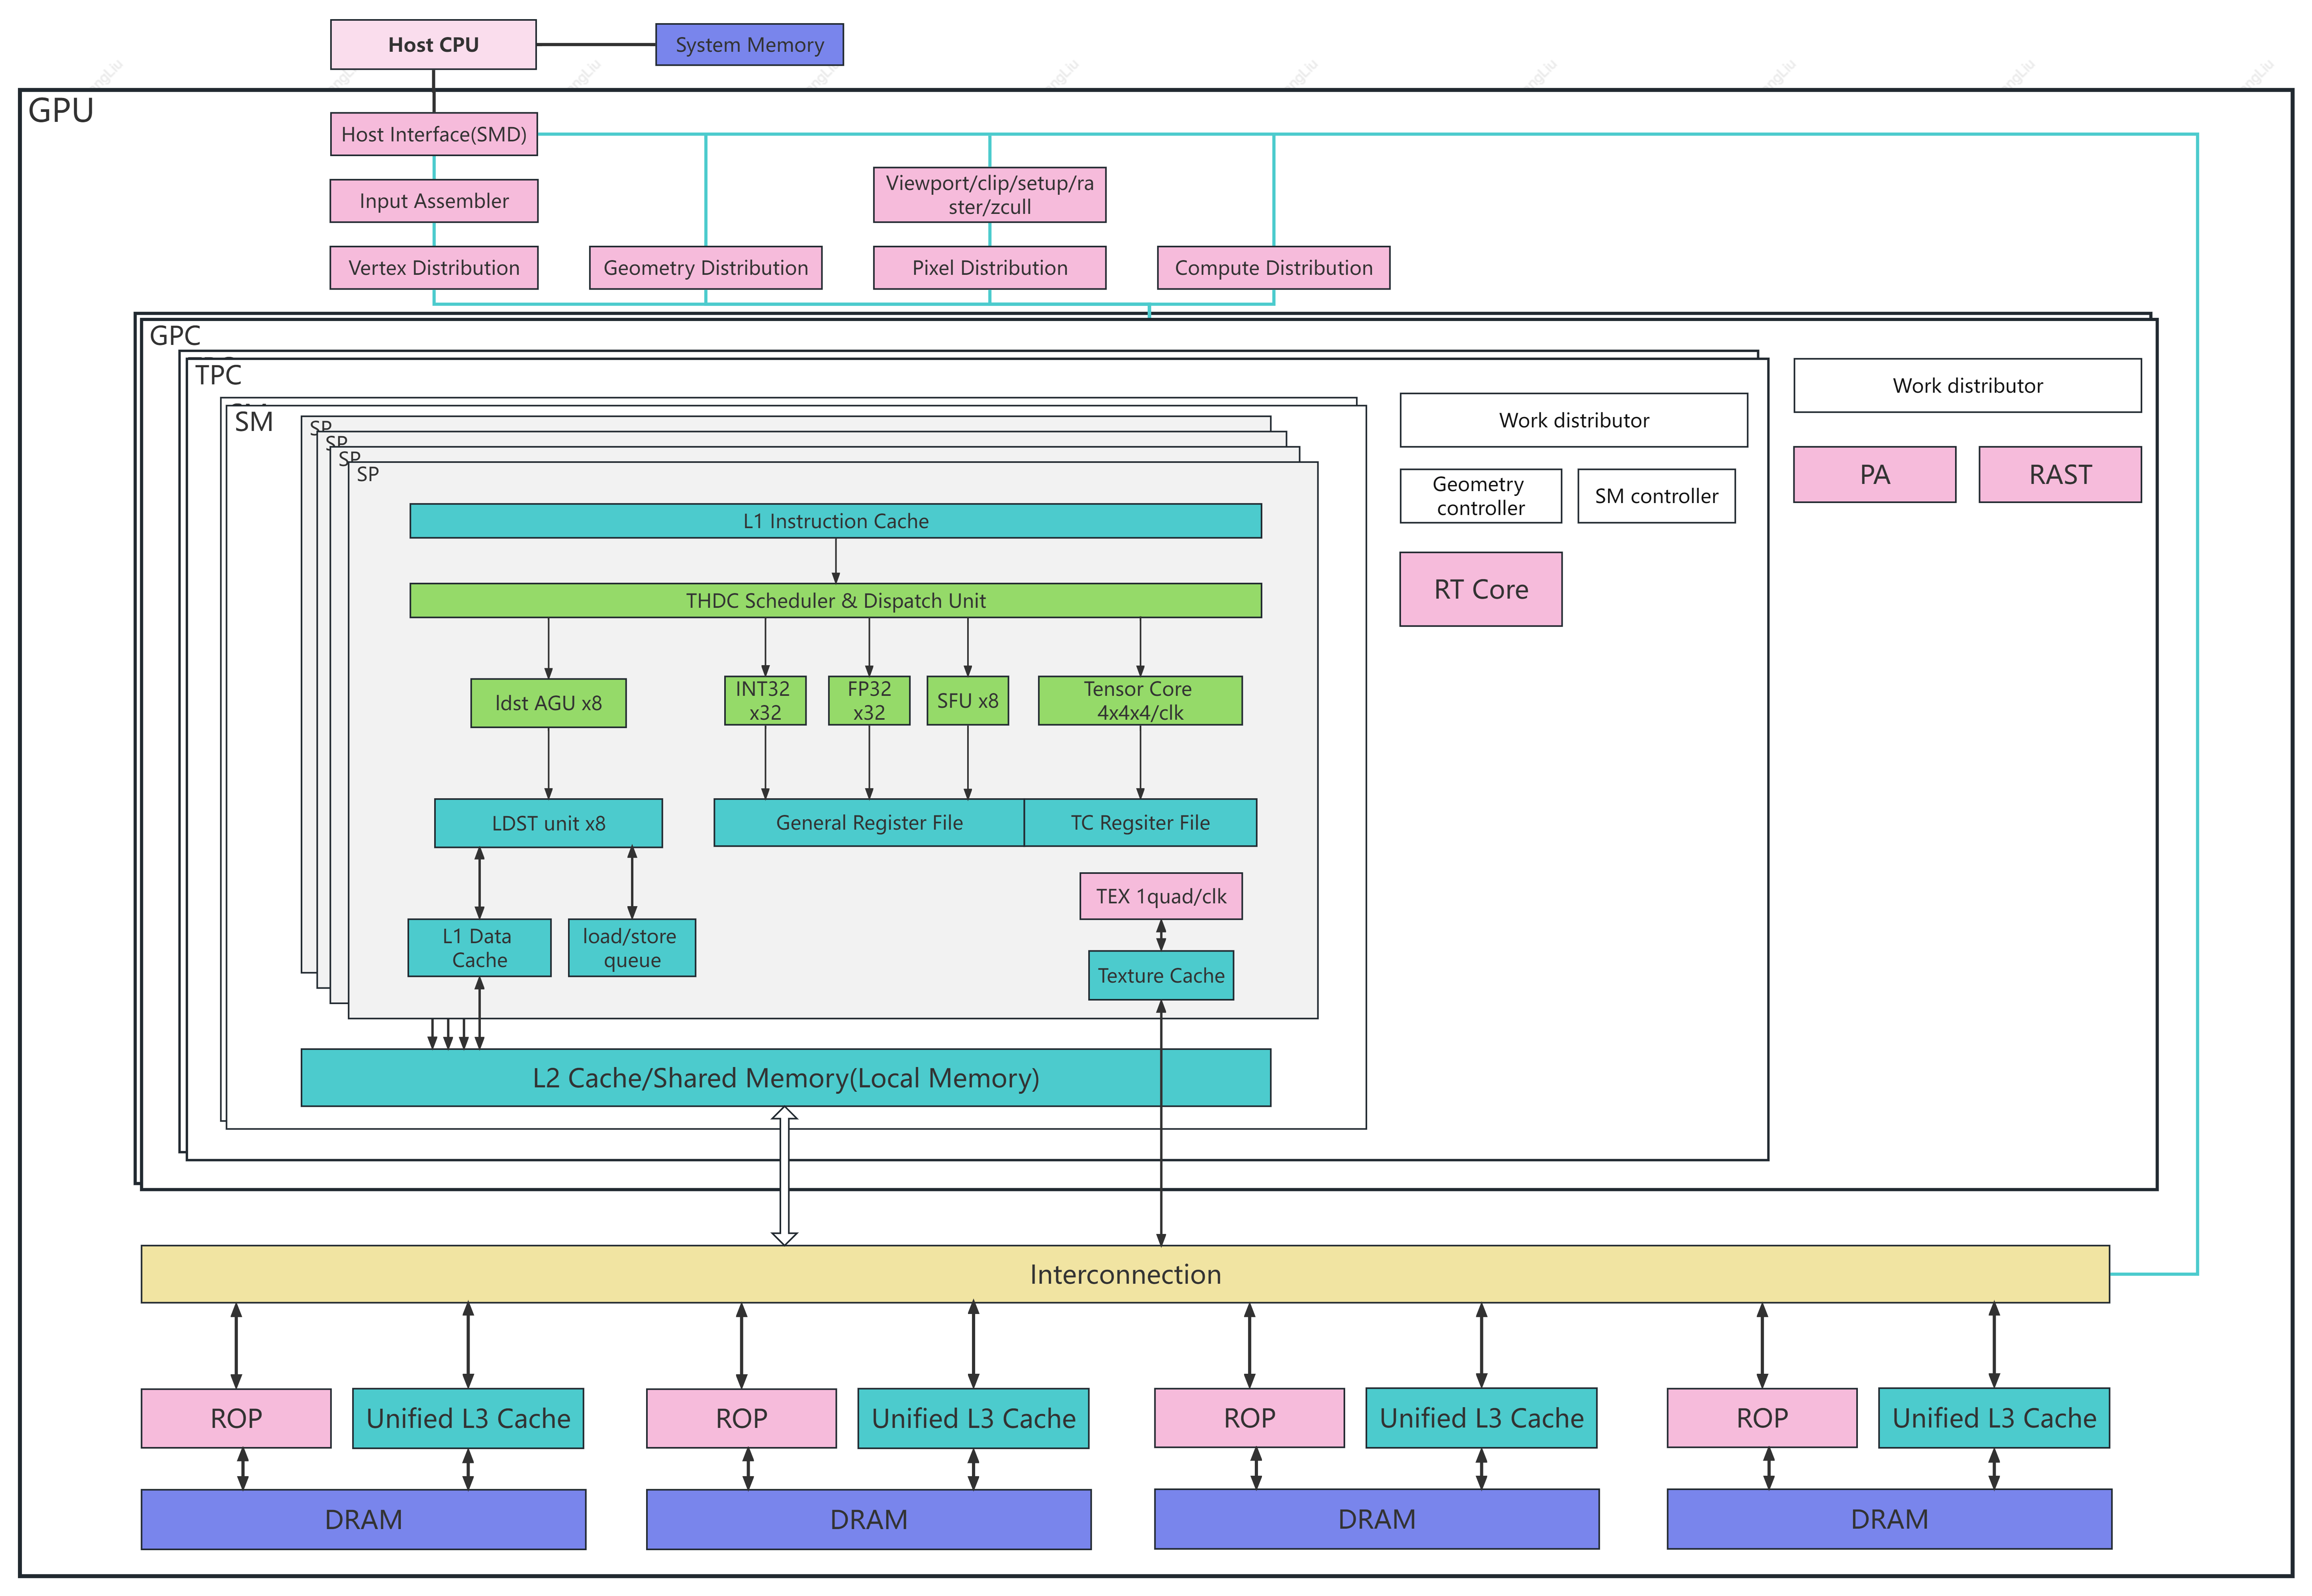 Host CPU
System Memory
GPU
Host Interface(SMD)
Input Assembler
Viewport/clip/setup/ra
ster/zcull
Vertex Distribution
Geometry Distribution
Pixel Distribution
Compute Distribution
GPC
TPC
Work distributor
Work distributor
SM
SP
SP
SP
SP
Geometry
controller
SM controller
PA
RAST
RT Core
L1 Instruction Cache
THDC Scheduler & Dispatch Unit
ldst AGU x8
INT32
x32
FP32
x32
SFU x8
Tensor Core
4x4x4/clk
LDST unit x8
General Register File
TC Regsiter File
TEX 1quad/clk
L1 Data
Cache
load/store
queue
Texture Cache
L2 Cache/Shared Memory(Local Memory)
Interconnection
ROP
Unified L3 Cache
ROP
Unified L3 Cache
ROP
Unified L3 Cache
ROP
Unified L3 Cache
DRAM
DRAM
DRAM
DRAM